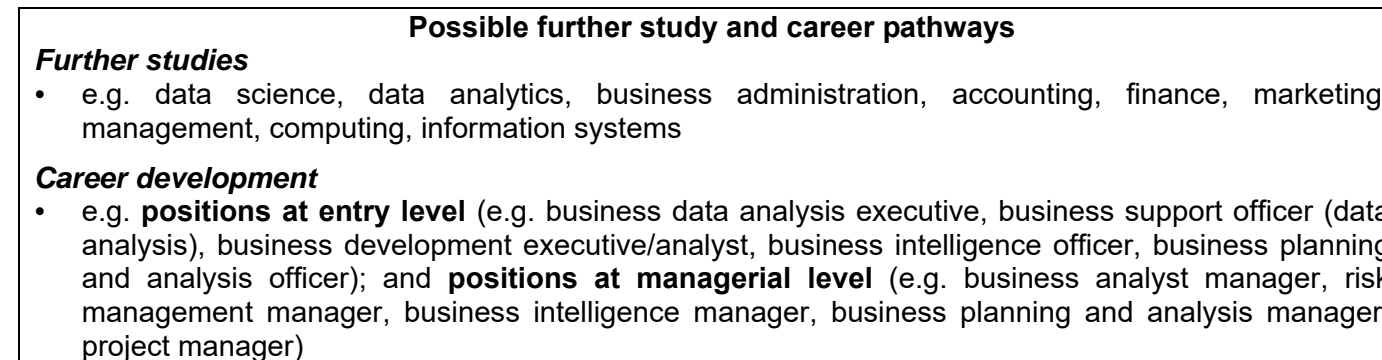 Possible further study and career pathways
Further studies
• e.g. data science, data analytics, business administration, accounting, finance, marketing
management, computing, information systems
Career development
• e.g. positions at entry level (e.g. business data analysis executive, business support officer (data
analysis), business development executive/analyst, business intelligence officer, business planning
and analysis officer); and positions at managerial level (e.g. business analyst manager, risk
management manager, business intelligence manager, business planning and analysis manager
project manager)